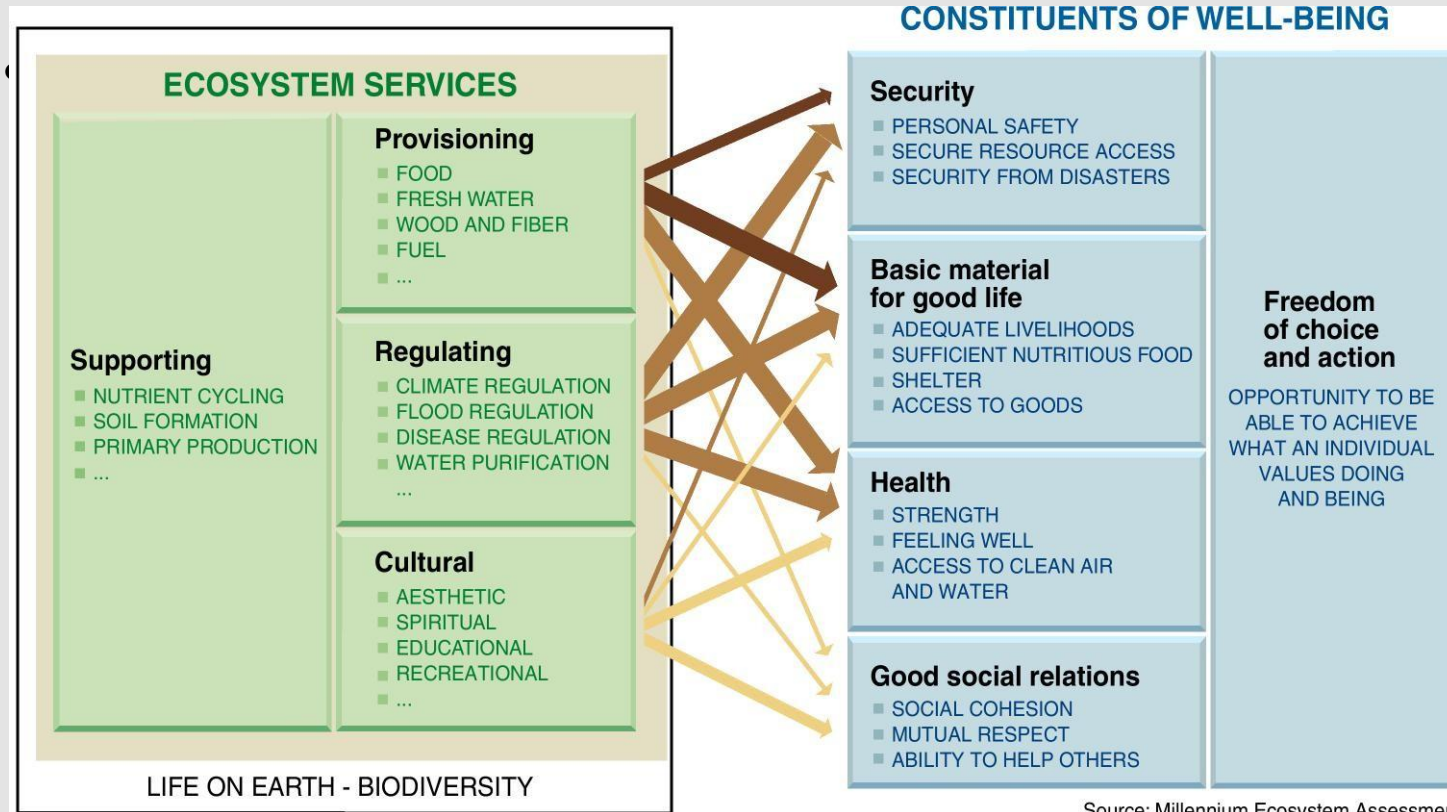 CONSTITUENTS OF WELL-BEING
ECOSYSTEM SERVICES
Supporting
NUTRIENT CYCLING
SOIL FORMATION
PRIMARY PRODUCTION
...
Provisioning
FOOD
FRESH WATER
WOOD AND FIBER
FUEL
...
Regulating
CLIMATE REGULATION
FLOOD REGULATION
DISEASE REGULATION
WATER PURIFICATION
...
Cultural
AESTHETIC
SPIRITUAL
EDUCATIONAL
RECREATIONAL
...
LIFE ON EARTH - BIODIVERSITY
Security
PERSONAL SAFETY
SECURE RESOURCE ACCESS
SECURITY FROM DISASTERS
Basic material
for good life
ADEQUATE LIVELIHOODS
SUFFICIENT NUTRITIOUS FOOD
SHELTER
ACCESS TO GOODS
Health
STRENGTH
FEELING WELL
ACCESS TO CLEAN AIR
AND WATER
Good social relations
SOCIAL COHESION
MUTUAL RESPECT
ABILITY TO HELP OTHERS
Freedom
of choice
and action
OPPORTUNITY TO BE
ABLE TO ACHIEVE
WHAT AN INDIVIDUAL
VALUES DOING
AND BEING
Source: Millennium Ecosystem Assessmen